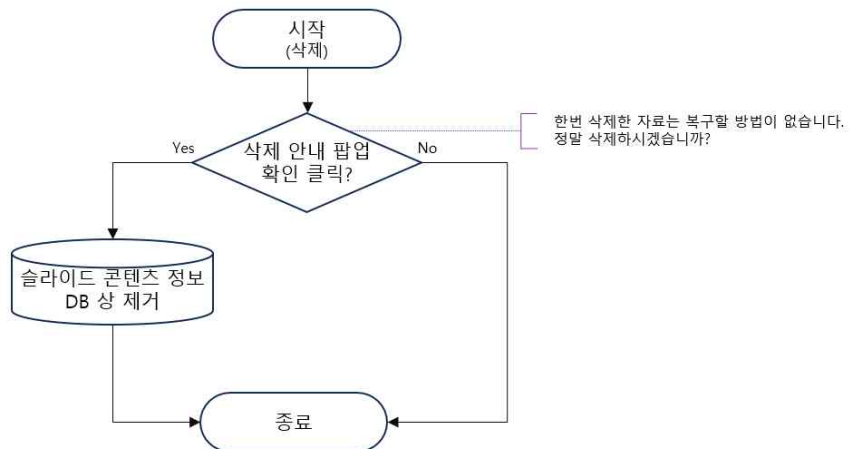 시작
(삭제)
한번 삭제한 자료는 복구할 방법이 없습니다.
정말 삭제하시겠습니까?
Yes
삭제 안내 팝업
확인 클릭?
No
슬라이드 콘텐츠 정보
DB 상 제거
종료